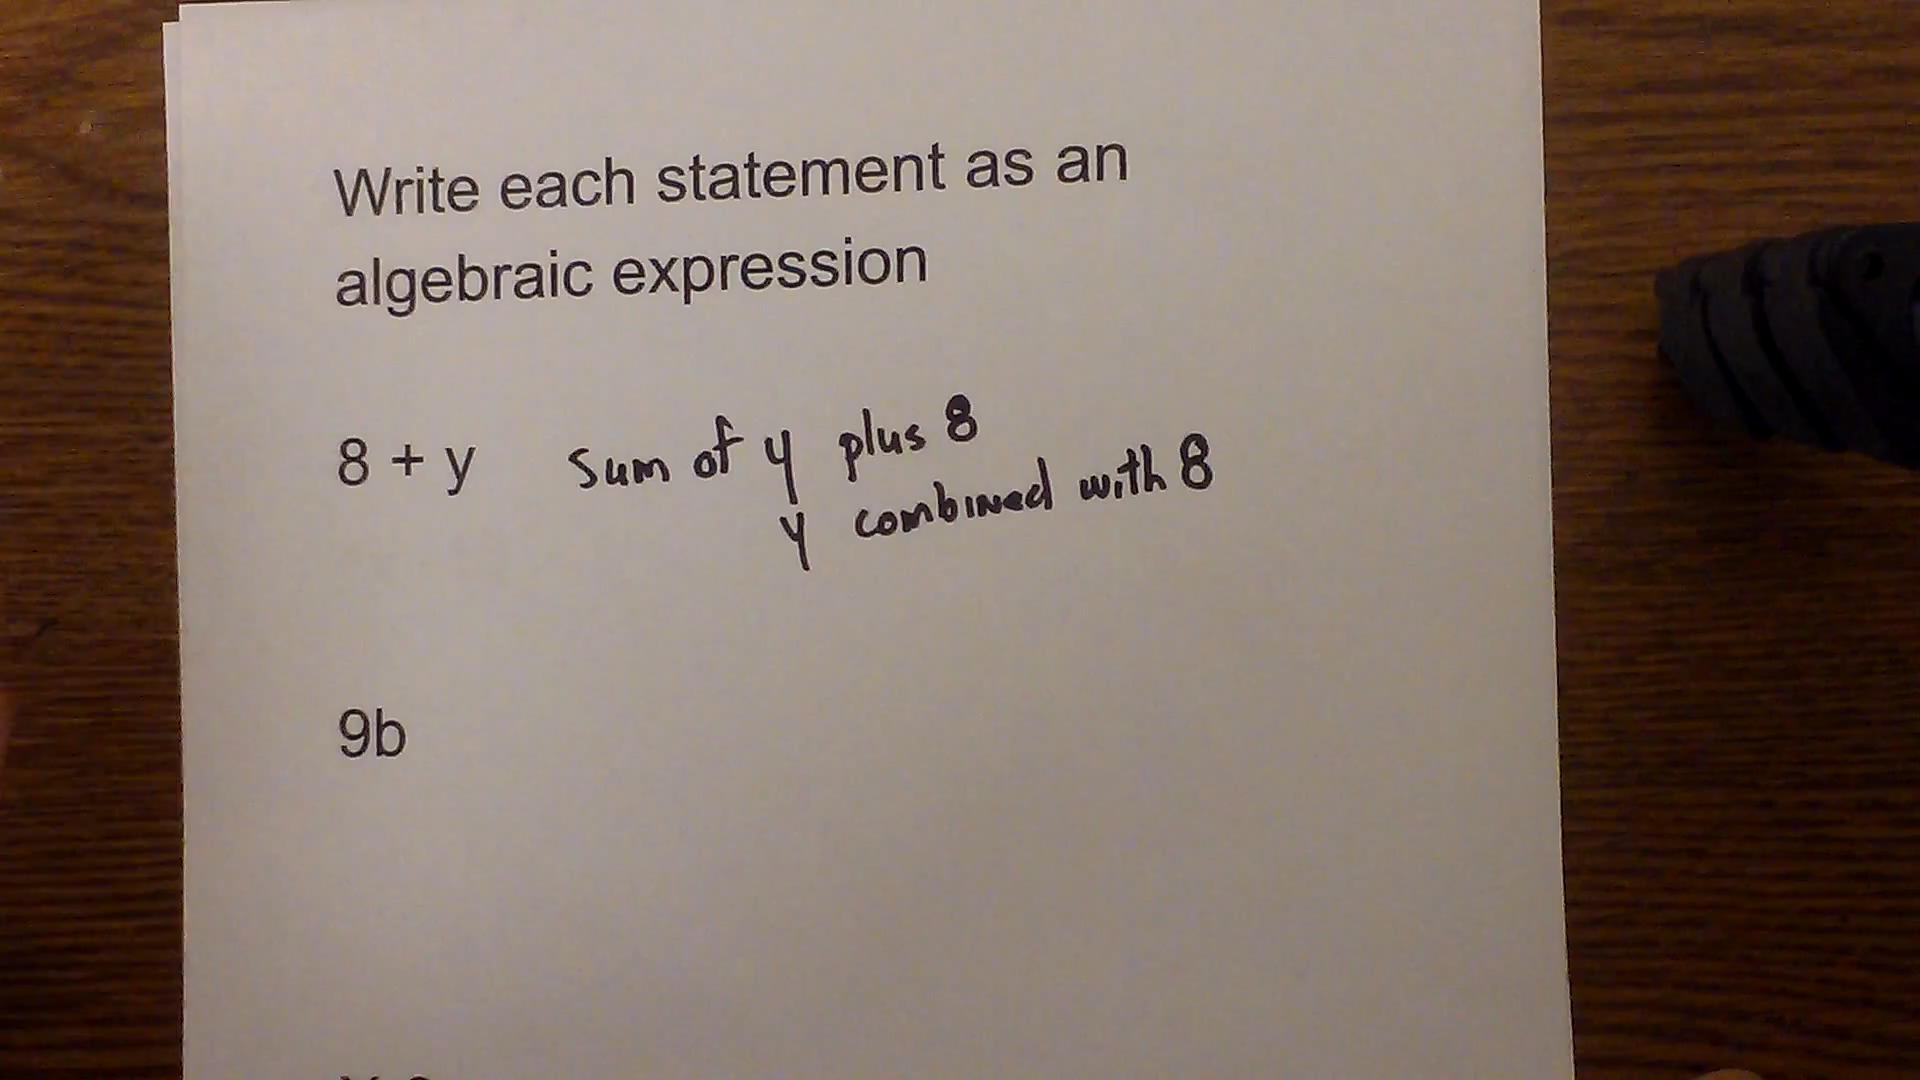 Write each statement as an
algebraic expression
8 + y sum of y plus 8
y combined with 8
9b